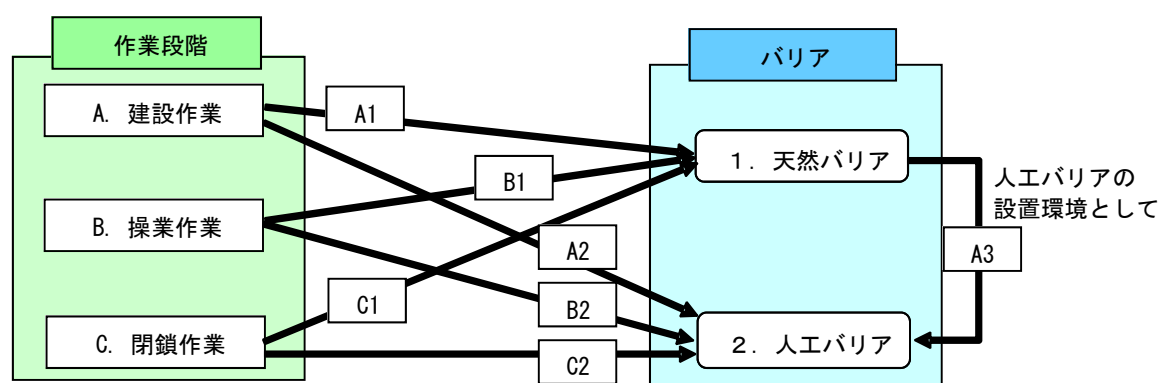 作業段階
A. 建設作業
B. 操業作業
C. 閉鎖作業
A1
B1
A2
C1
B2
C2
バリア
1．天然バリア
2．人工バリア
人工バリアの
設置環境として
A3